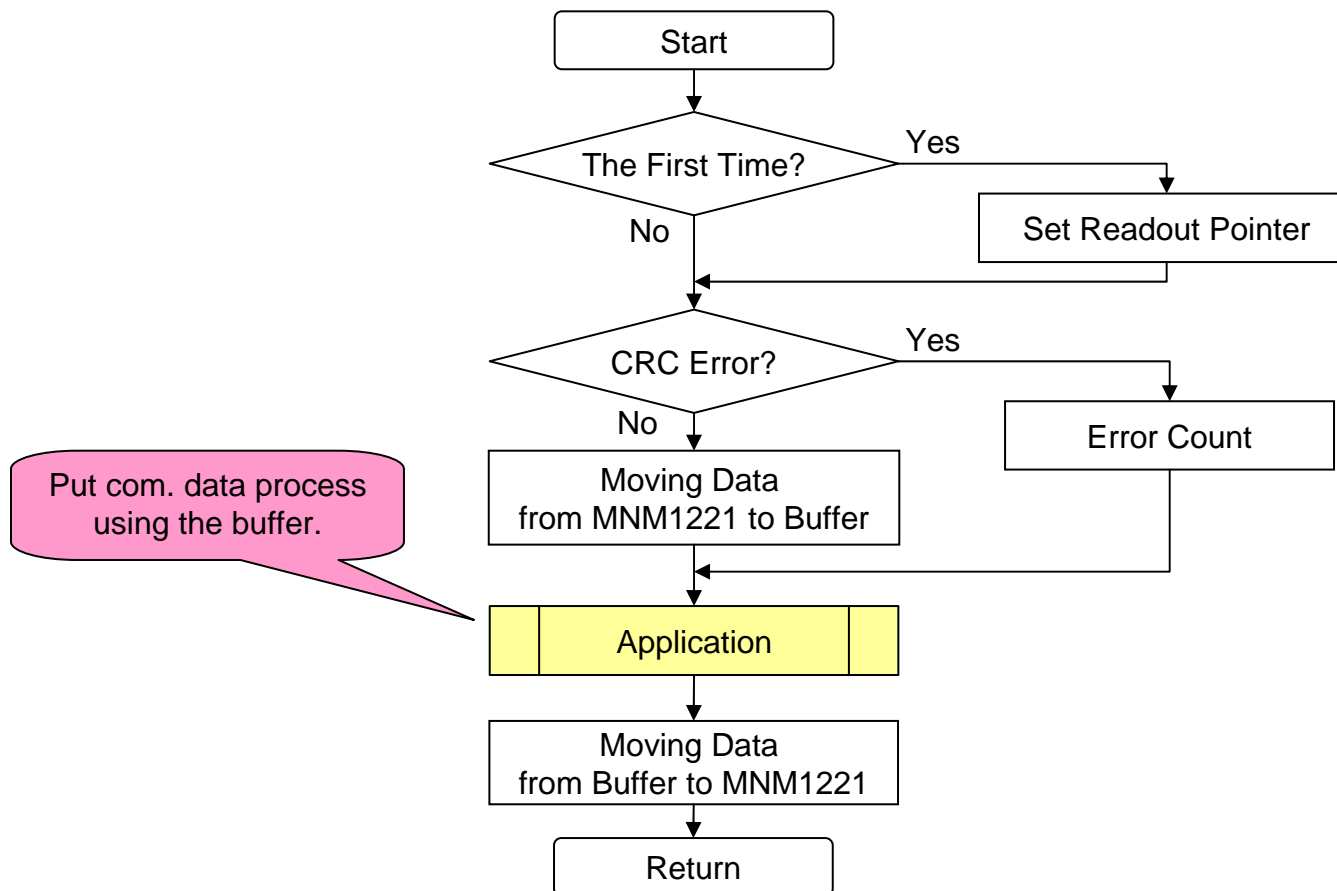 Start
The First Time?
Yes
No
Set Readout Pointer
CRC Error?
Yes
No
Error Count
Moving Data
from MNM1221 to Buffer
Put com. data process
using the buffer.
Application
Moving Data
from Buffer to MNM1221
Return